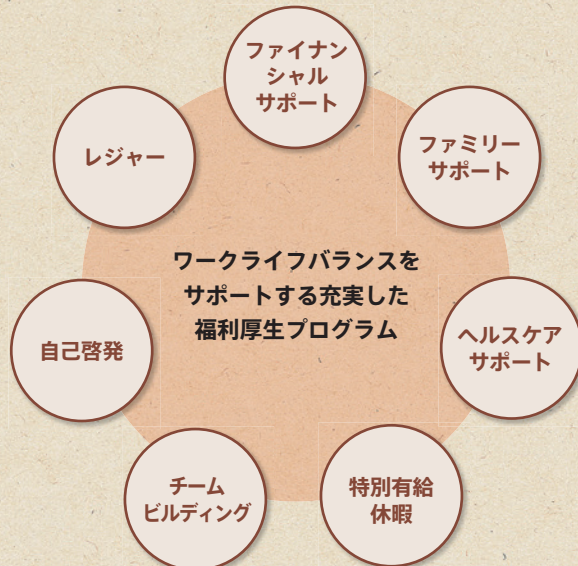 ファイナン
シャル
サポート
ファミリー
サポート
ヘルスケア
サポート
特別有給
休暇
チーム
ビルディング
自己啓発
レジャー
ワークライフバランスを
サポートする充実した
福利厚生プログラム